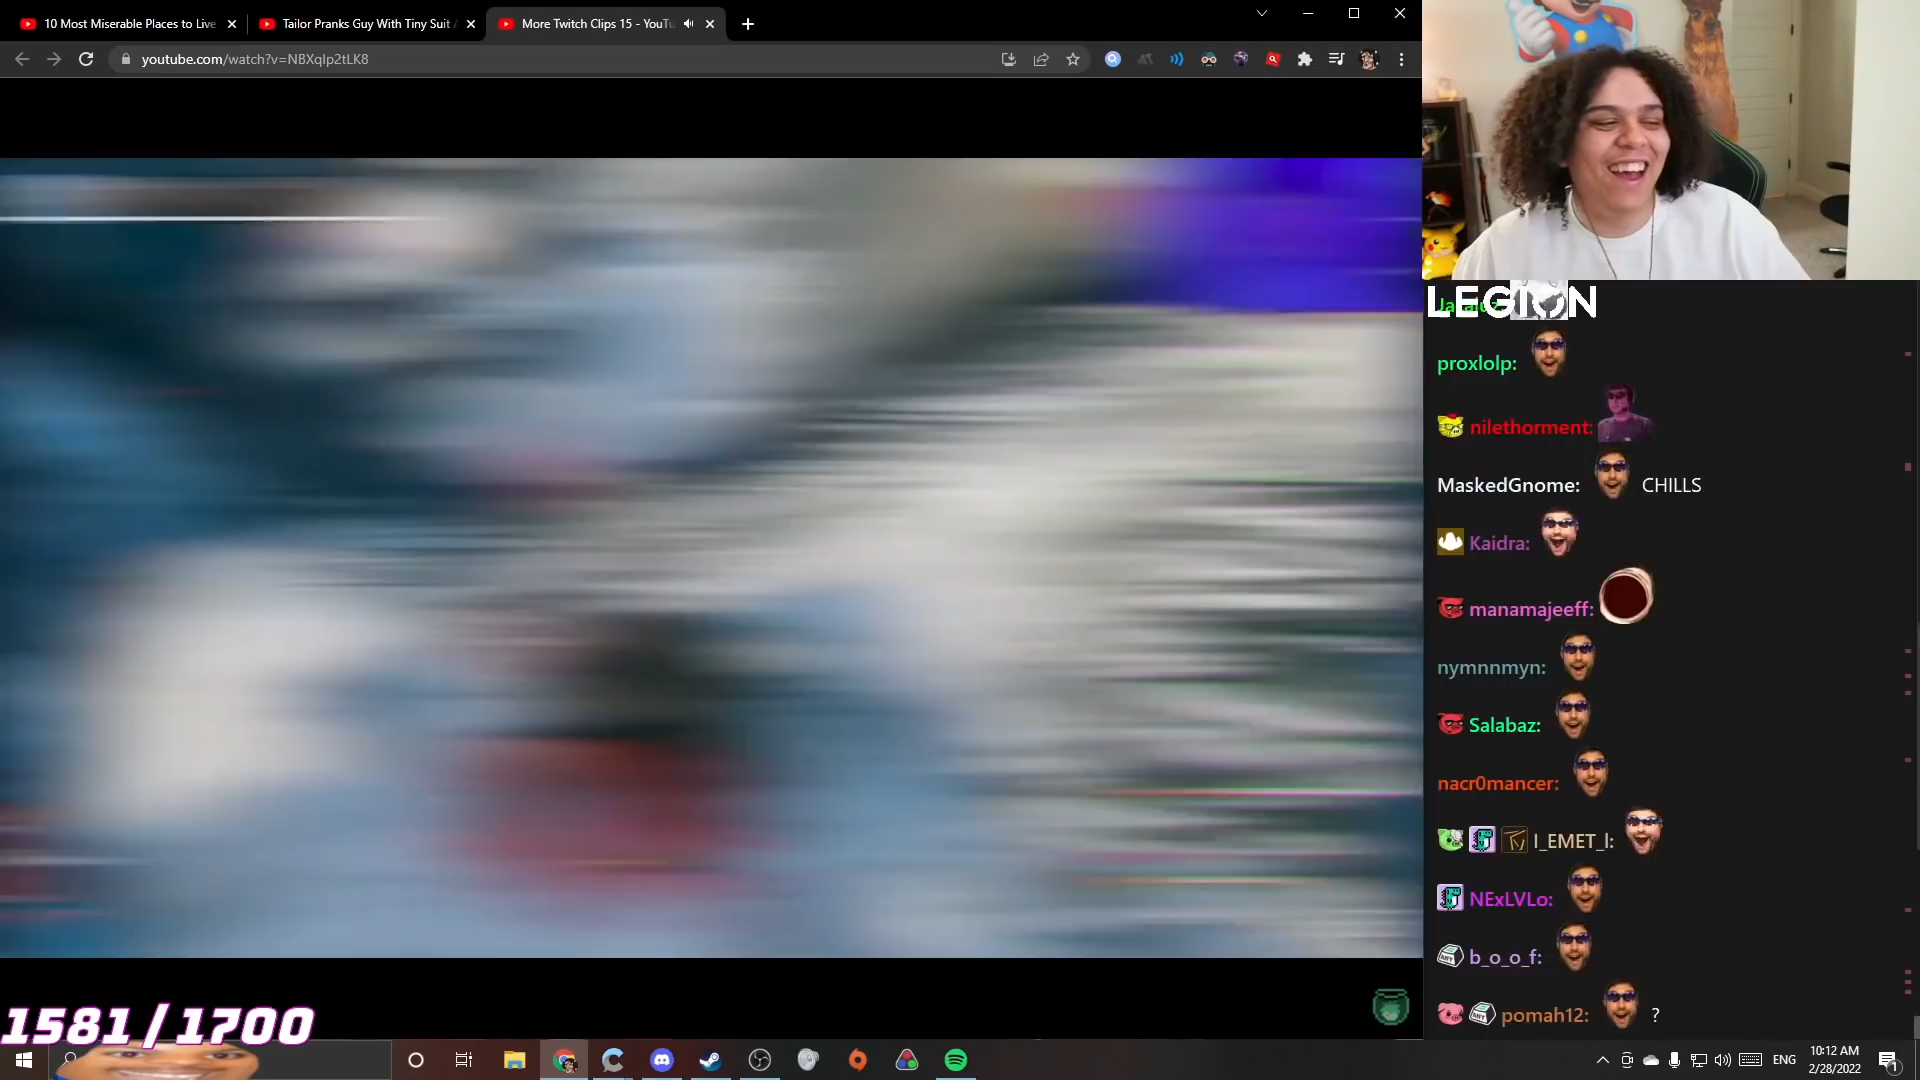 10 Most Miserable Places to Live
Tailor Pranks Guy With Tiny Suit
More Twitch Clips 15 - YouTu
youtube.com/watch?v=NBXqIp2tLK8
LEGION
proxlolp:
nilethorment:
MaskedGnome: CHILLS
Kaidra:
manamajeeff:
nymnnmyn:
Salabaz:
nacr0mancer:
I_EMET_I:
NExLVLo:
b_o_o_f:
pomah12: ?
1581/1700
ENG
10:12 AM
2/28/2022